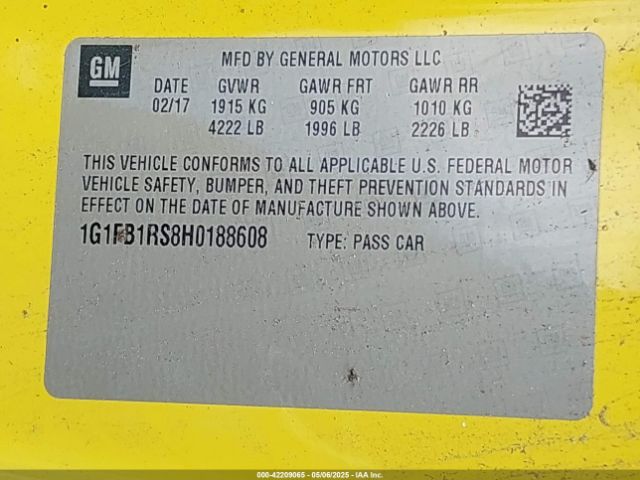 GM
MFD BY GENERAL MOTORS LLC
DATE GVWR GAWR FRT GAWR RR
02/17 1915 KG 905 KG 1010 KG
4222 LB 1996 LB 2226 LB
THIS VEHICLE CONFORMS TO ALL APPLICABLE U.S. FEDERAL MOTOR
VEHICLE SAFETY, BUMPER, AND THEFT PREVENTION STANDARDS IN
EFFECT ON THE DATE OF MANUFACTURE SHOWN ABOVE.
1G1FB1RS8H0188608 TYPE: PASS CAR
000-42209065 - 05/06/2025 - Copyright IAA, Inc.